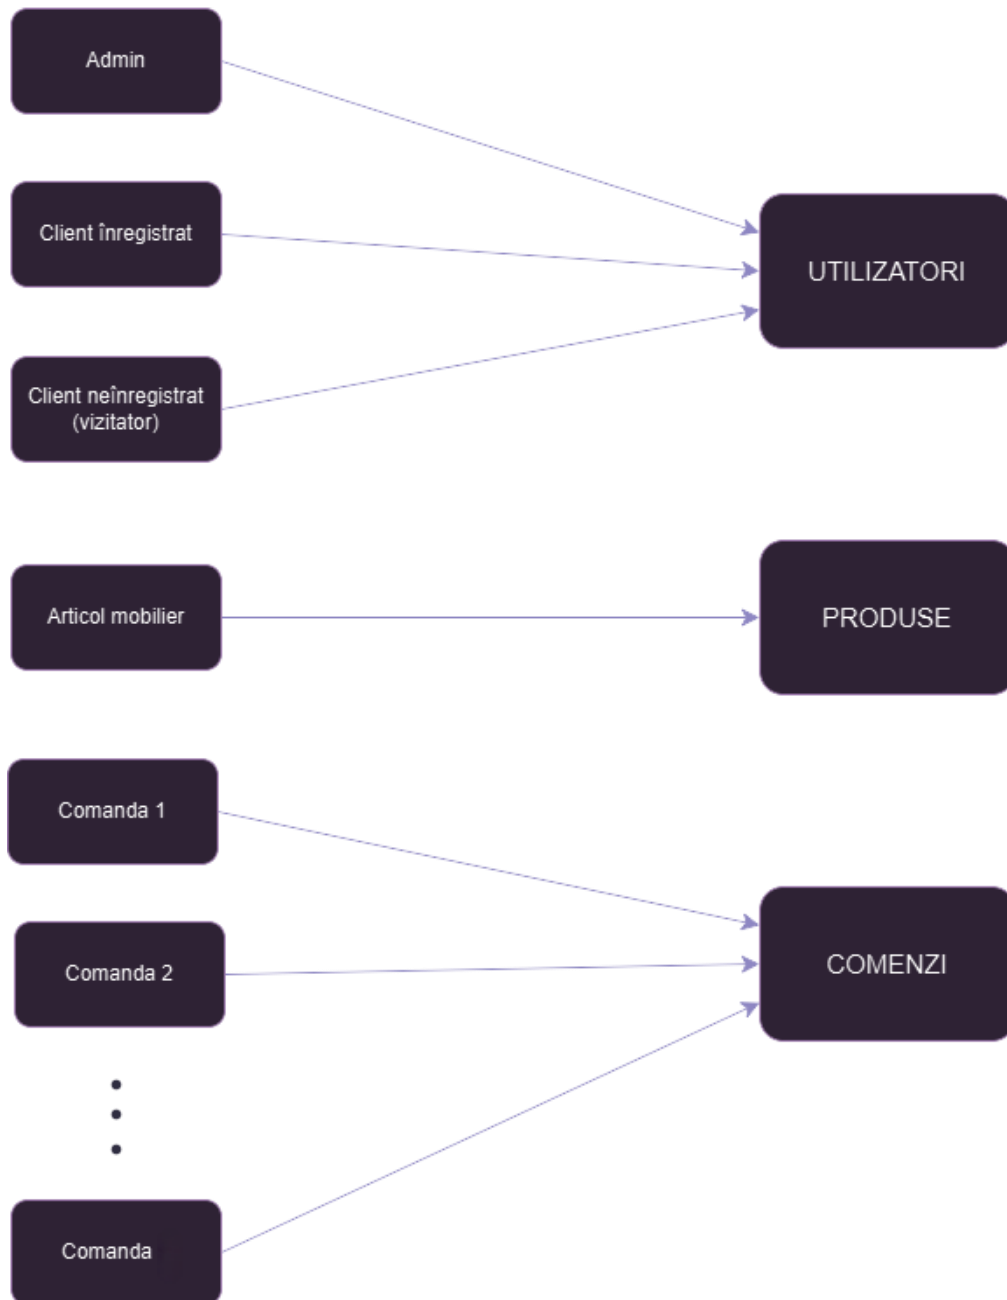 Admin
Client înregistrat
UTILIZATORI
Client neînregistrat
(vizitator)
Articol mobilier
PRODUSE
Comanda 1
Comanda 2
COMENZI
Comanda